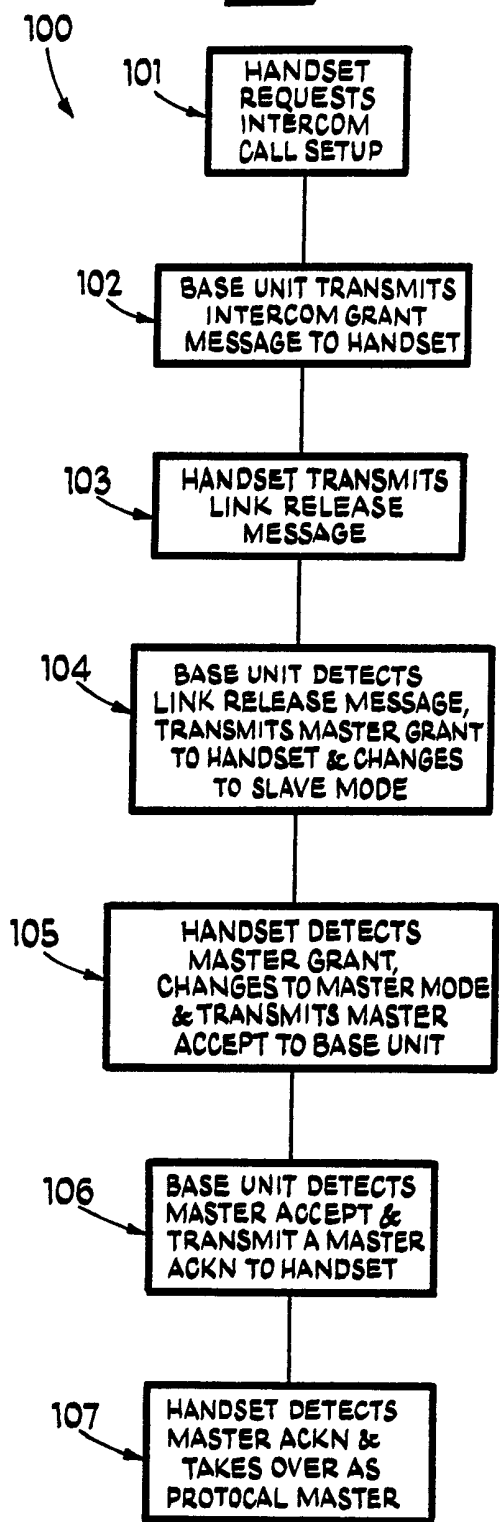 100
101
HANDSET
REQUESTS
INTERCOM
CALL SETUP
102
BASE UNIT TRANSMITS
INTERCOM GRANT
MESSAGE TO HANDSET
103
HANDSET TRANSMITS
LINK RELEASE
MESSAGE
104
BASE UNIT DETECTS
LINK RELEASE MESSAGE,
TRANSMITS MASTER GRANT
TO HANDSET & CHANGES
TO SLAVE MODE
105
HANDSET DETECTS
MASTER GRANT,
CHANGES TO MASTER MODE
& TRANSMITS MASTER
ACCEPT TO BASE UNIT
106
BASE UNIT DETECTS
MASTER ACCEPT &
TRANSMIT A MASTER
ACKN TO HANDSET
107
HANDSET DETECTS
MASTER ACKN &
TAKES OVER AS
PROTOCAL MASTER